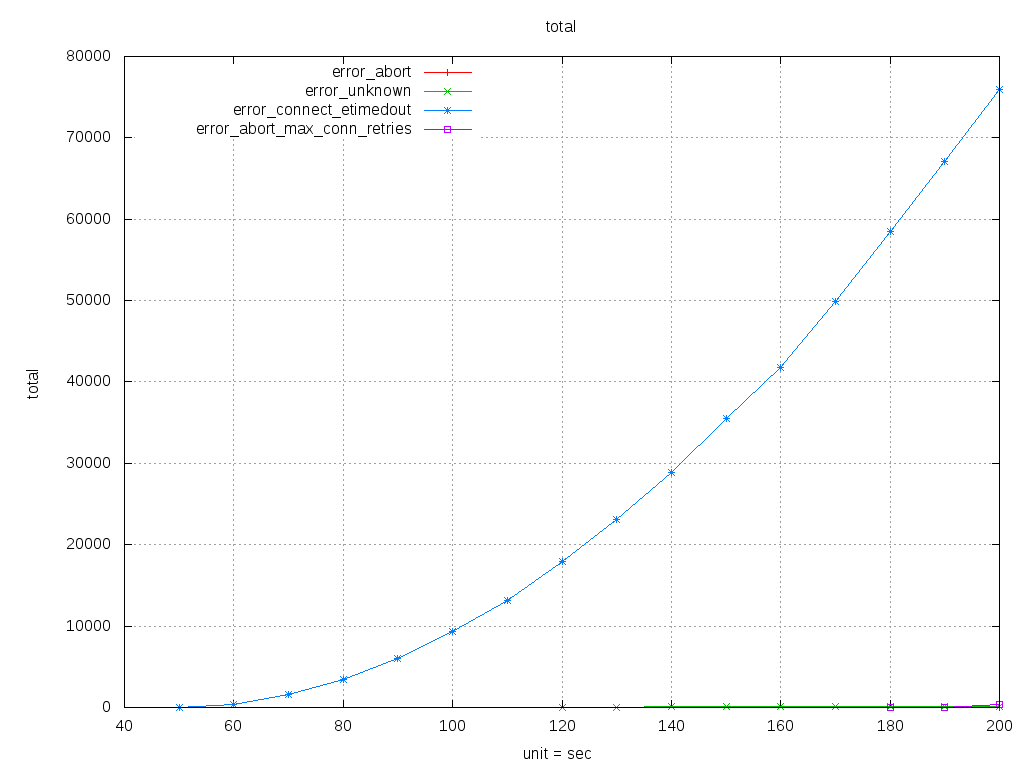 total
80000
70000
60000
50000
40000
30000
20000
10000
0
total
error_abort
error_unknown
error_connect_etimedout
error_abort_max_conn_retries
40 60 80 100 120 140 160 180 200
unit = sec